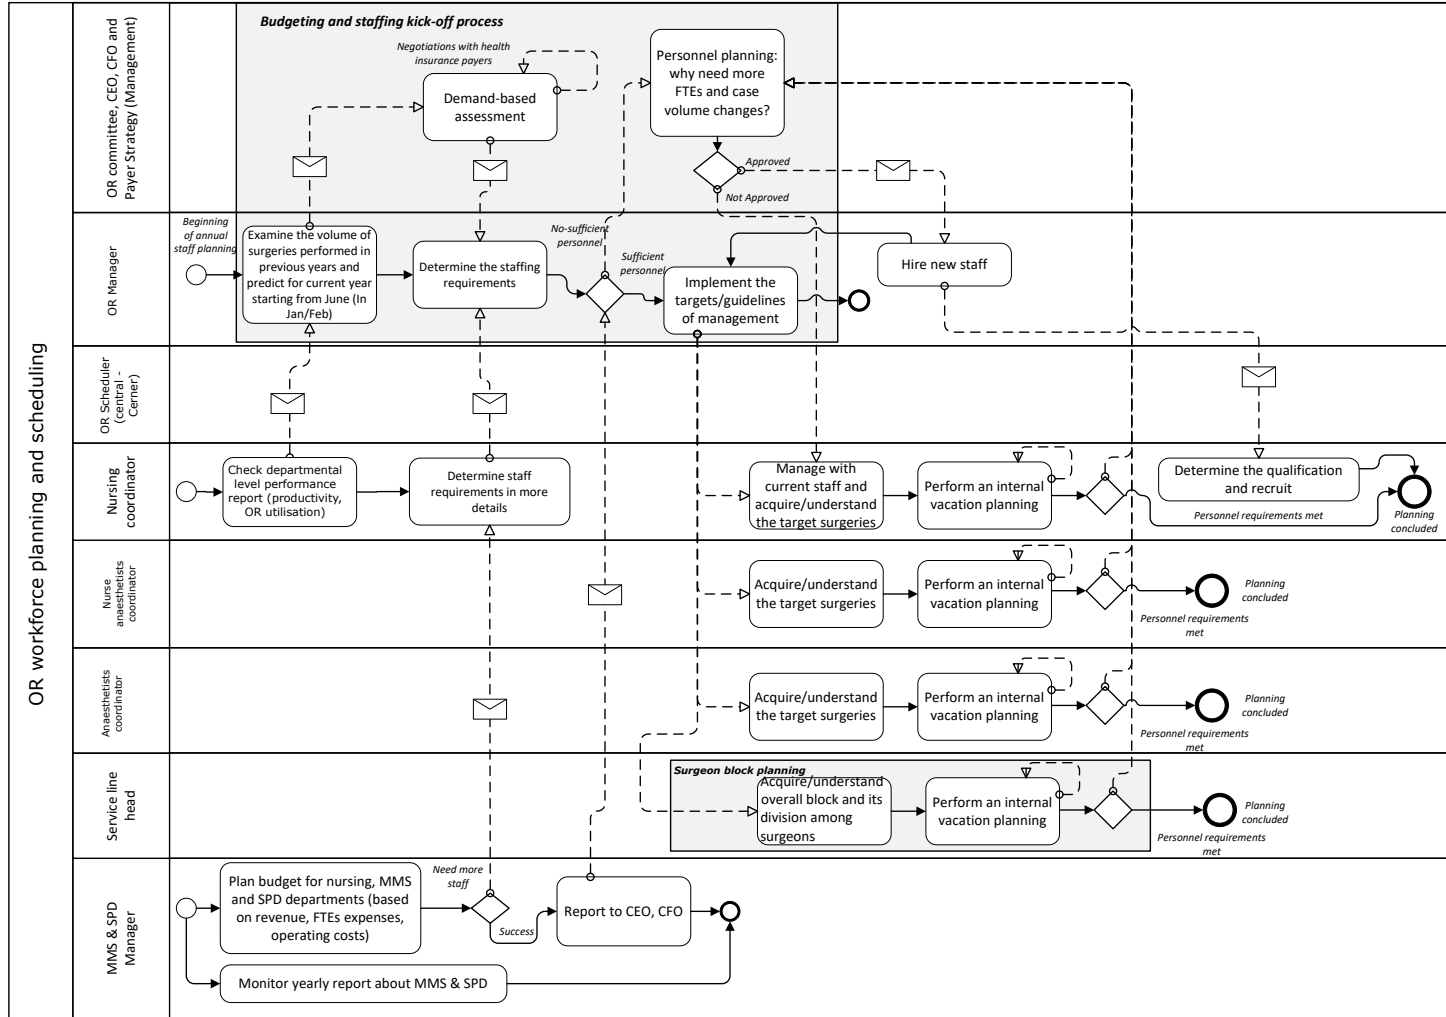 OR workforce planning and scheduling
OR committee, CEO, CFO and
Payer Strategy (Management)
Budgeting and staffing kick-off process
Negotiations with health
insurance payers
Demand-based
assessment
Personnel planning:
why need more
FTEs and case
volume changes?
Approved
Not Approved
OR Manager
Beginning
of annual
staff planning
Examine the volume of
surgeries performed in
previous years and
predict for current year
starting from June (In
Jan/Feb)
Determine the staffing
requirements
No-sufficient
personnel
Sufficient
personnel
Implement the
targets/guidelines
of management
Hire new staff
OR Scheduler
(central -
Cerner)
Nursing
coordinator
Check departmental
level performance
report (productivity,
OR utilisation)
Determine staff
requirements in more
details
Manage with
current staff and
acquire/understand
the target surgeries
Perform an internal
vacation planning
Personnel requirements met
Determine the qualification
and recruit
Planning
concluded
Nurse
anaesthetists
coordinator
Acquire/understand
the target surgeries
Perform an internal
vacation planning
Personnel requirements
met
Planning
concluded
Anaesthetists
coordinator
Acquire/understand
the target surgeries
Perform an internal
vacation planning
Personnel requirements
met
Planning
concluded
Service line
head
Surgeon block planning
Acquire/understand
overall block and its
division among
surgeons
Perform an internal
vacation planning
Personnel requirements
met
Planning
concluded
MMS & SPD
Manager
Plan budget for nursing, MMS
and SPD departments (based
on revenue, FTEs expenses,
operating costs)
Need more
staff
Success
Report to CEO, CFO
Monitor yearly report about MMS & SPD